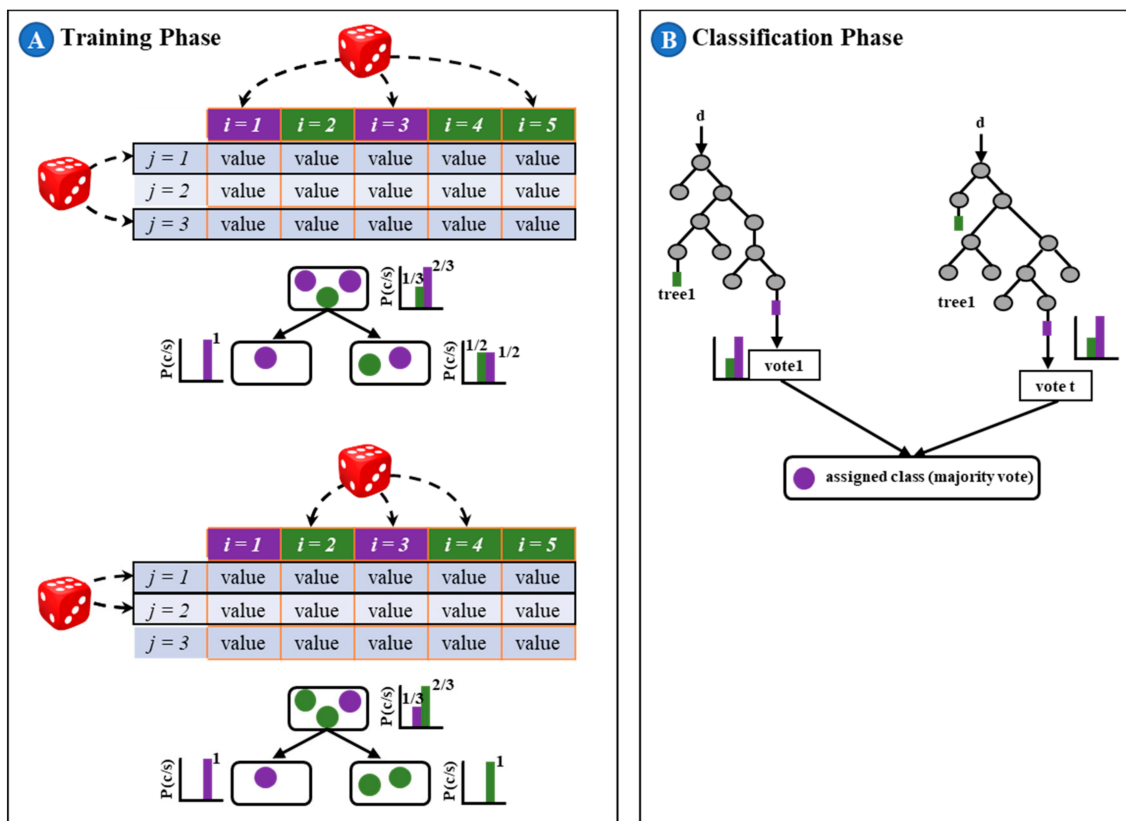 A Training Phase
i = 1 i = 2 i = 3 i = 4 i = 5
j = 1 value value value value value
j = 2 value value value value value
j = 3 value value value value value
P(c/s) 1/3 2/3
P(c/s) 1
P(c/s) 1/2 1/2
i = 1 i = 2 i = 3 i = 4 i = 5
j = 1 value value value value value
j = 2 value value value value value
j = 3 value value value value value
P(c/s) 1/3 2/3
P(c/s) 1
P(c/s) 1
B Classification Phase
d
d
tree1
tree1
vote1
vote t
assigned class (majority vote)